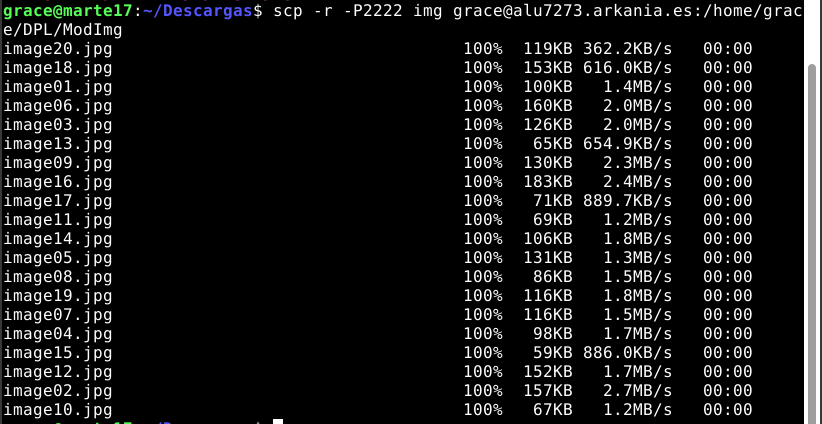 grace@marte17:~/Descargas$ scp -r -P2222 img grace@alu7273.arkania.es:/home/grac
e/DPL/ModImg
image20.jpg 100% 119KB 362.2KB/s 00:00
image18.jpg 100% 153KB 616.0KB/s 00:00
image01.jpg 100% 100KB 1.4MB/s 00:00
image06.jpg 100% 160KB 2.0MB/s 00:00
image03.jpg 100% 126KB 2.0MB/s 00:00
image13.jpg 100% 65KB 654.9KB/s 00:00
image09.jpg 100% 130KB 2.3MB/s 00:00
image16.jpg 100% 183KB 2.4MB/s 00:00
image17.jpg 100% 71KB 889.7KB/s 00:00
image11.jpg 100% 69KB 1.2MB/s 00:00
image14.jpg 100% 106KB 1.8MB/s 00:00
image05.jpg 100% 131KB 1.3MB/s 00:00
image08.jpg 100% 86KB 1.5MB/s 00:00
image19.jpg 100% 116KB 1.8MB/s 00:00
image07.jpg 100% 116KB 1.5MB/s 00:00
image04.jpg 100% 98KB 1.7MB/s 00:00
image15.jpg 100% 59KB 886.0KB/s 00:00
image12.jpg 100% 152KB 1.7MB/s 00:00
image02.jpg 100% 157KB 2.7MB/s 00:00
image10.jpg 100% 67KB 1.2MB/s 00:00